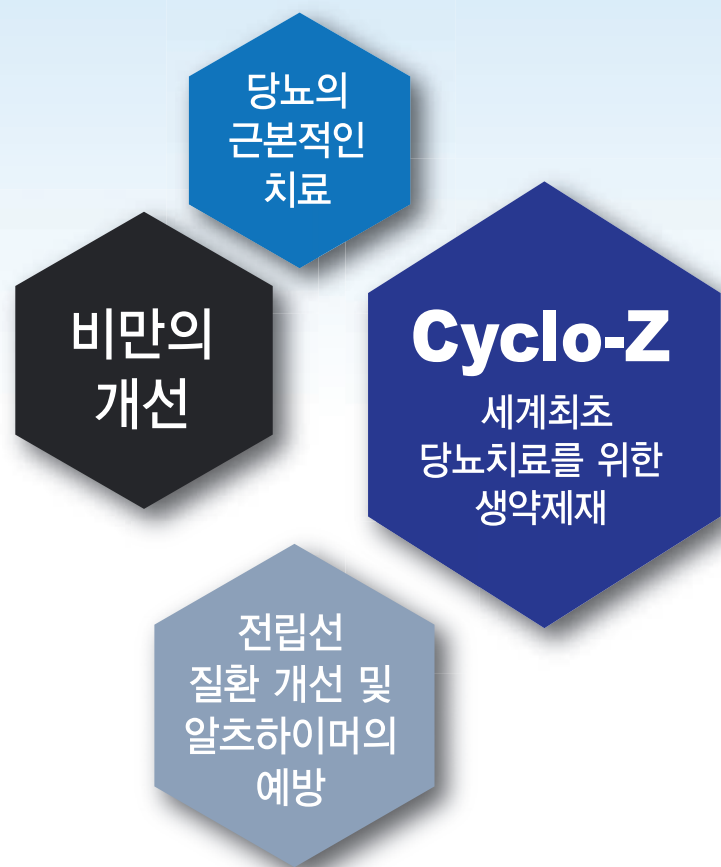 당뇨의
근본적인
치료
비만의
개선
Cyclo-Z
세계최초
당뇨치료를 위한
생약제재
전립선
질환 개선 및
알츠하이머의
예방